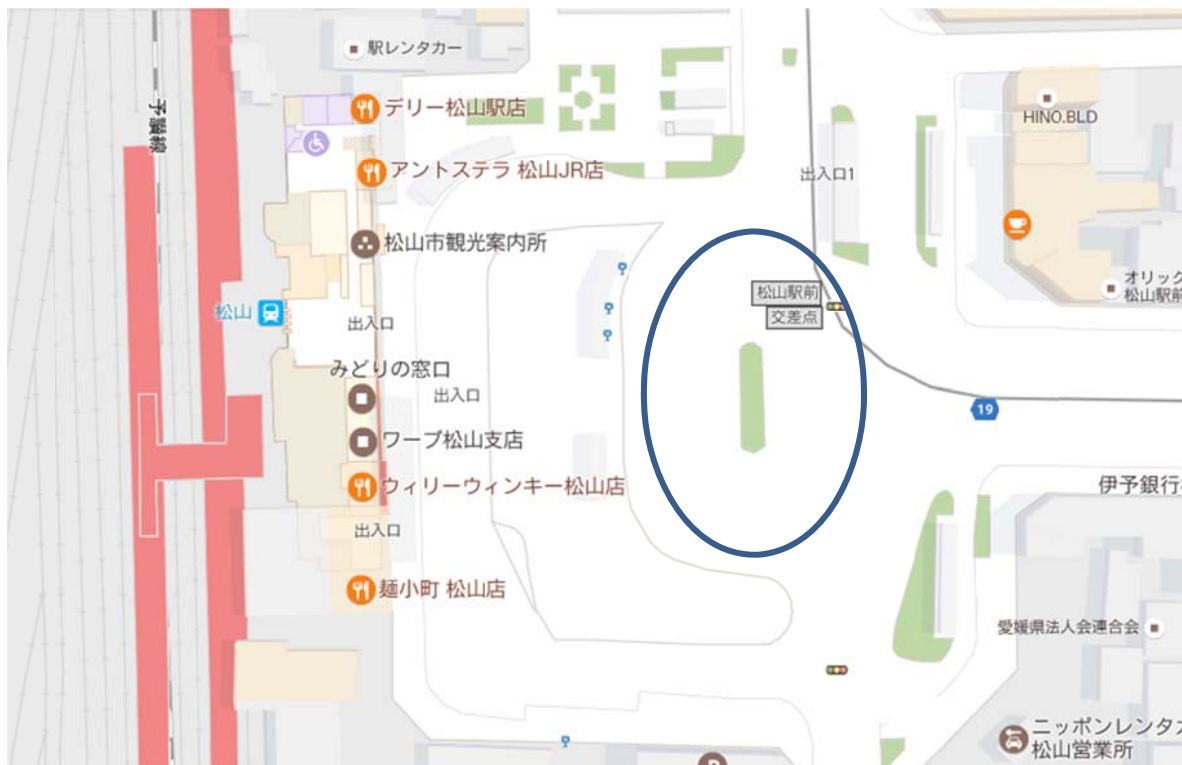 駅レンタカー
予讃線
デリー松山駅店
HINO.BLD
アントステラ 松山JR店
出入口1
松山市観光案内所
オリック
松山駅前
松山駅前
交差点
松山
出入口
みどりの窓口
出入口
19
ワープ松山支店
ウィリーウィンキー松山店
伊予銀行
出入口
麺小町 松山店
愛媛県法人会連合会
ニッポンレンタカ
松山営業所